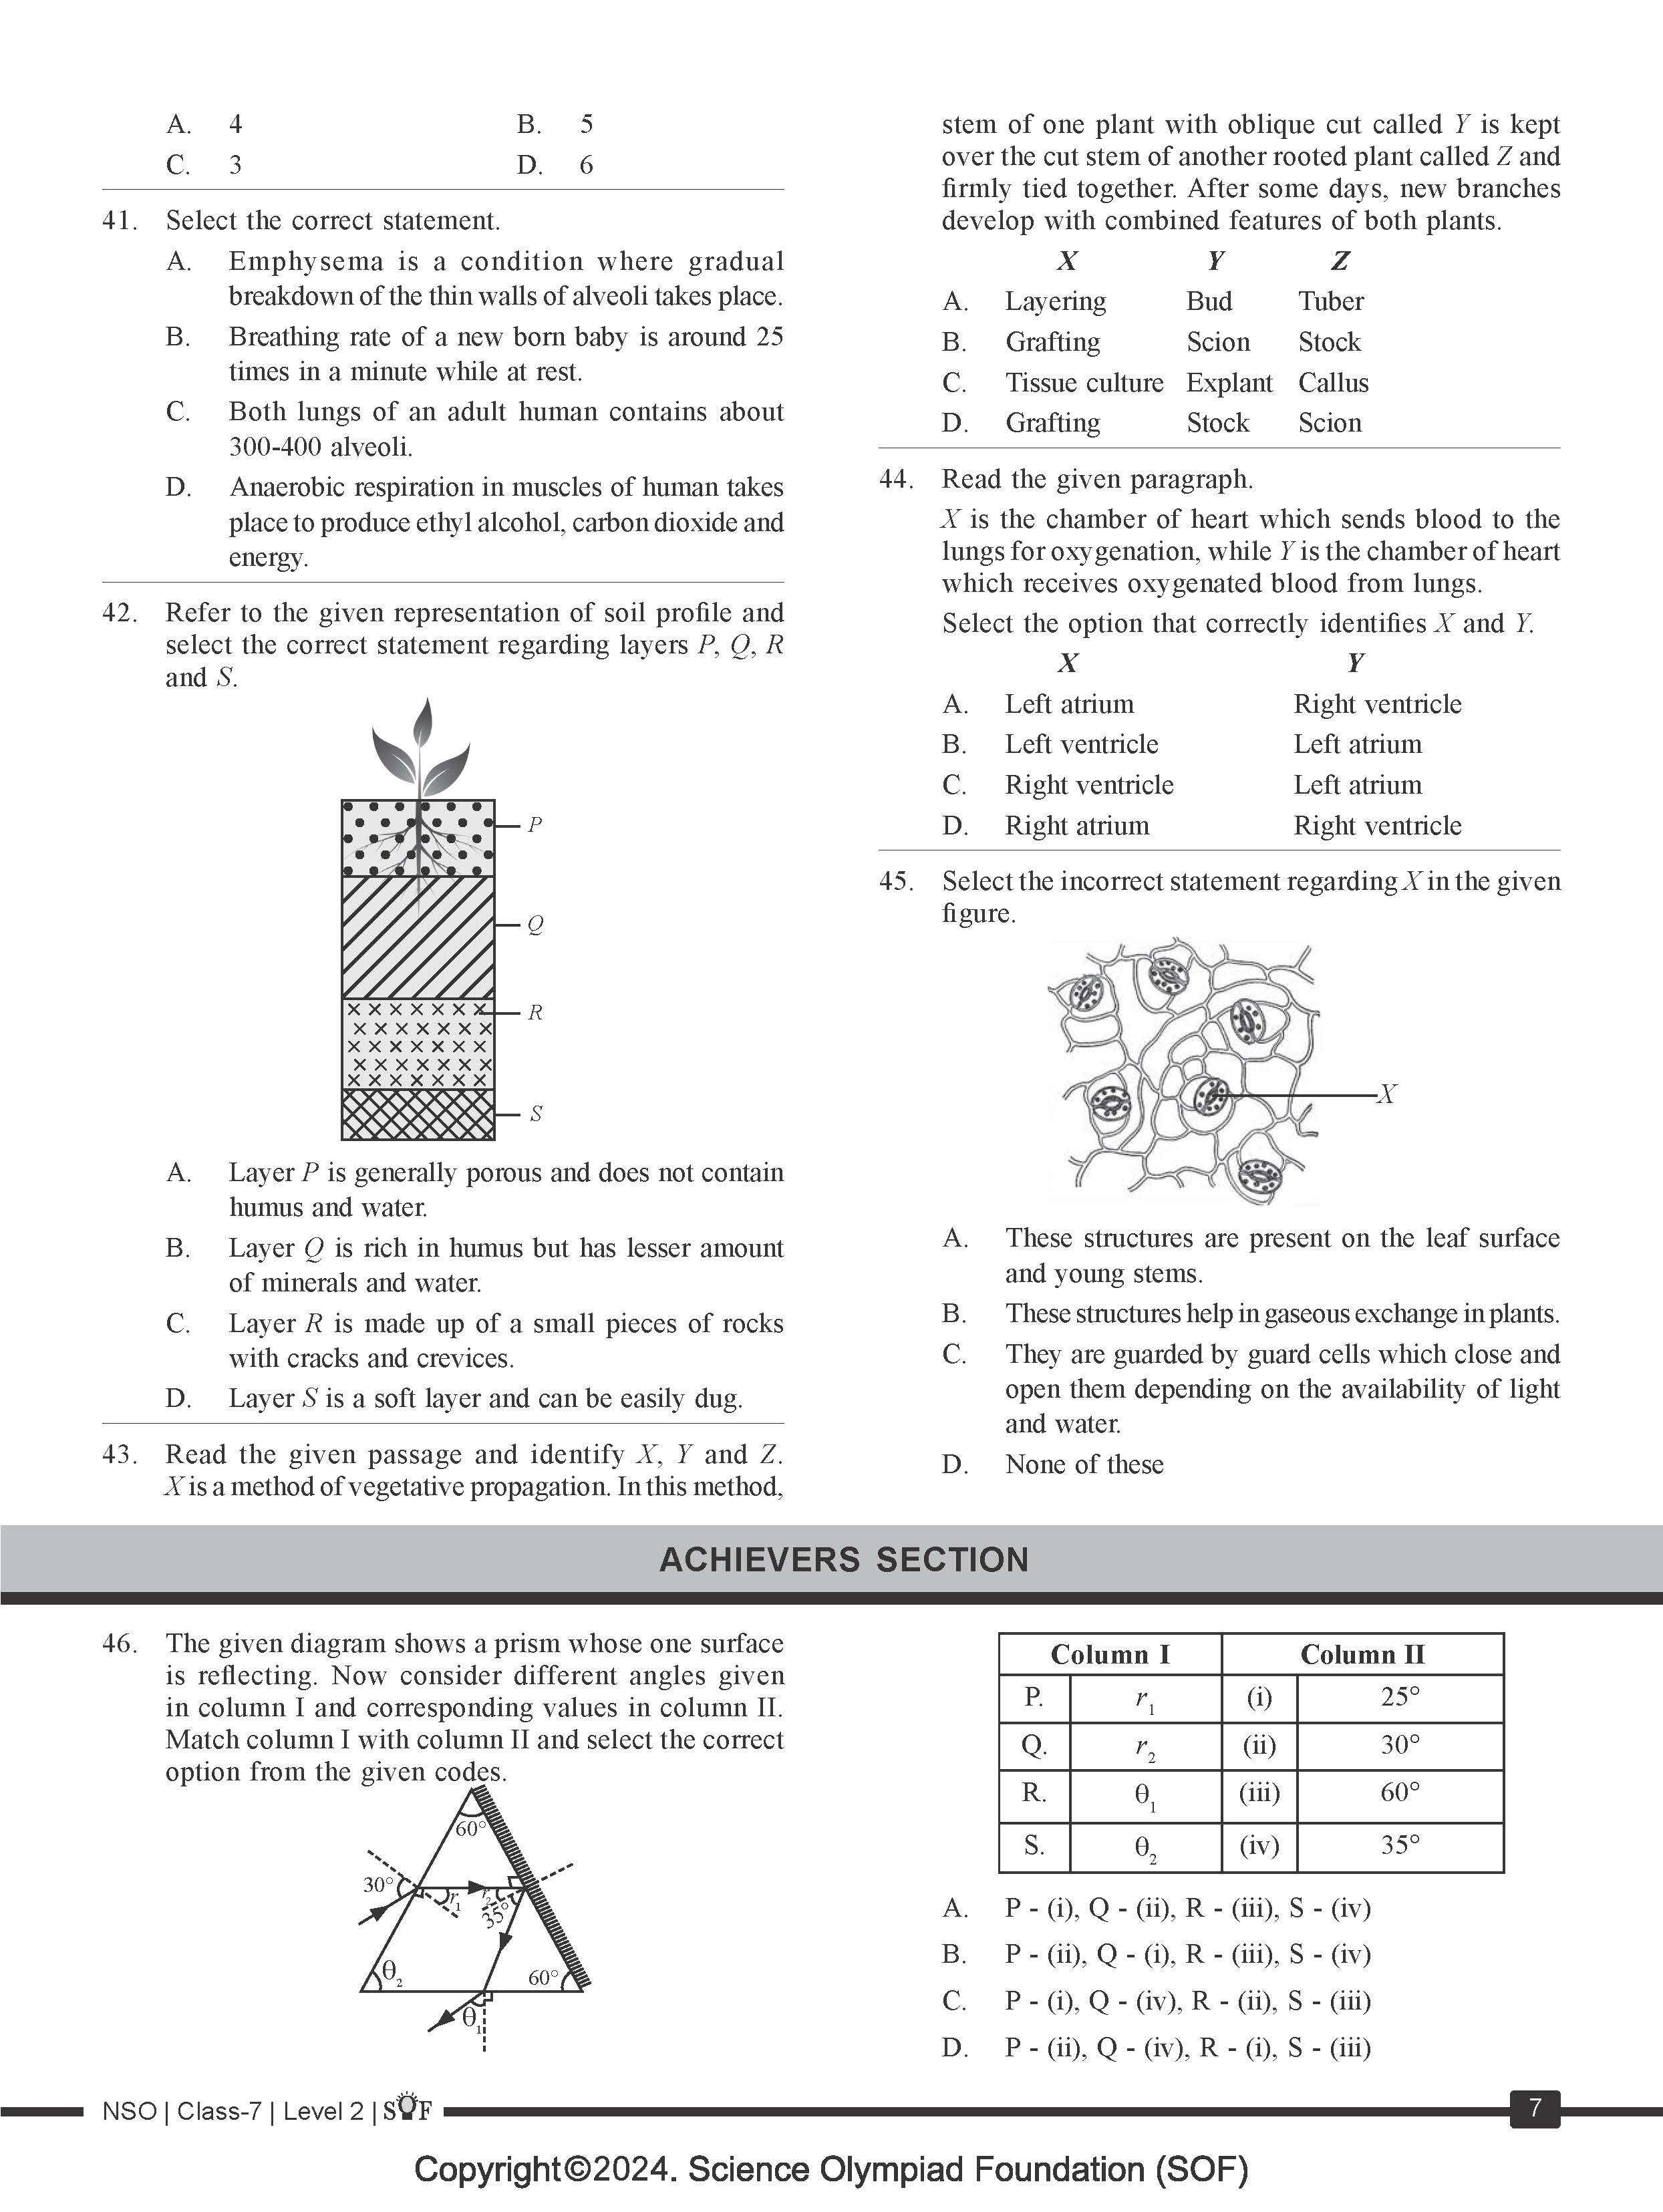 A. 4 B. 5
C. 3 D. 6
41. Select the correct statement.
A. Emphysema is a condition where gradual
breakdown of the thin walls of alveoli takes place.
B. Breathing rate of a new born baby is around 25
times in a minute while at rest.
C. Both lungs of an adult human contains about
300-400 alveoli.
D. Anaerobic respiration in muscles of human takes
place to produce ethyl alcohol, carbon dioxide and
energy.
42. Refer to the given representation of soil profile and
select the correct statement regarding layers P, Q, R
and S.
P
Q
R
S
A. Layer P is generally porous and does not contain
humus and water.
B. Layer Q is rich in humus but has lesser amount
of minerals and water.
C. Layer R is made up of a small pieces of rocks
with cracks and crevices.
D. Layer S is a soft layer and can be easily dug.
43. Read the given passage and identify X, Y and Z.
X is a method of vegetative propagation. In this method,
stem of one plant with oblique cut called Y is kept
over the cut stem of another rooted plant called Z and
firmly tied together. After some days, new branches
develop with combined features of both plants.
X Y Z
A. Layering Bud Tuber
B. Grafting Scion Stock
C. Tissue culture Explant Callus
D. Grafting Stock Scion
44. Read the given paragraph.
X is the chamber of heart which sends blood to the
lungs for oxygenation, while Y is the chamber of heart
which receives oxygenated blood from lungs.
Select the option that correctly identifies X and Y.
X Y
A. Left atrium Right ventricle
B. Left ventricle Left atrium
C. Right ventricle Left atrium
D. Right atrium Right ventricle
45. Select the incorrect statement regarding X in the given
figure.
X
A. These structures are present on the leaf surface
and young stems.
B. These structures help in gaseous exchange in plants.
C. They are guarded by guard cells which close and
open them depending on the availability of light
and water.
D. None of these
ACHIEVERS SECTION
46. The given diagram shows a prism whose one surface
is reflecting. Now consider different angles given
in column I and corresponding values in column II.
Match column I with column II and select the correct
option from the given codes.
60°
30° r₁ r₂
35°
θ₂ 60°
θ₁
Column I Column II
P. r₁ (i) 25°
Q. r₂ (ii) 30°
R. θ₁ (iii) 60°
S. θ₂ (iv) 35°
A. P - (i), Q - (ii), R - (iii), S - (iv)
B. P - (ii), Q - (i), R - (iii), S - (iv)
C. P - (i), Q - (iv), R - (ii), S - (iii)
D. P - (ii), Q - (iv), R - (i), S - (iii)
NSO | Class-7 | Level 2 | SOF 7
Copyright©2024. Science Olympiad Foundation (SOF)